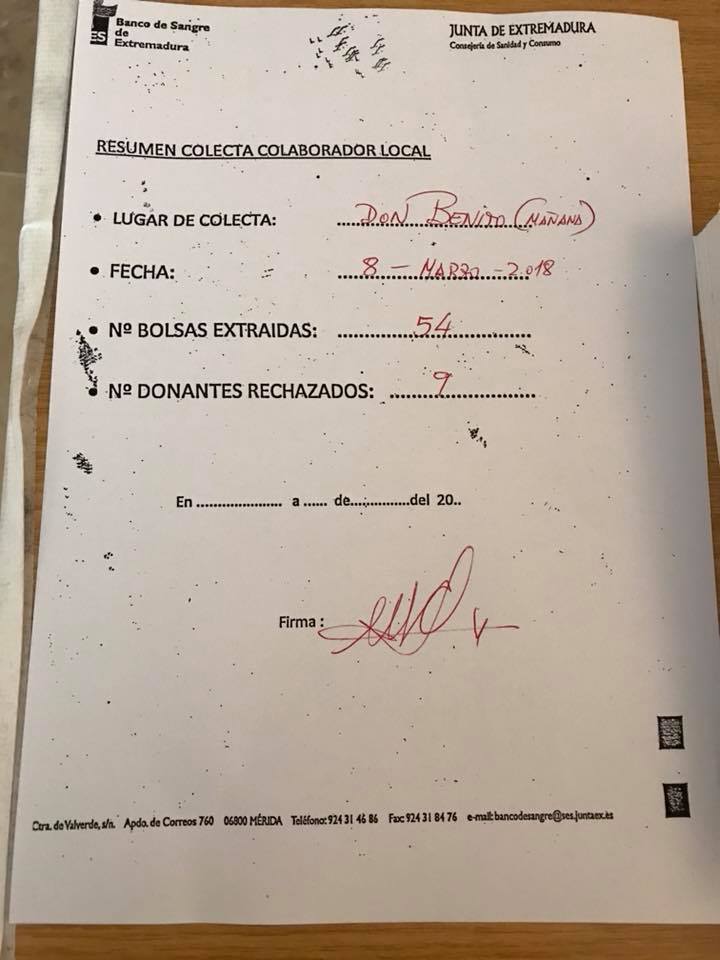 ES
Banco de Sangre
de
Extremadura
JUNTA DE EXTREMADURA
Consejería de Sanidad y Consumo
RESUMEN COLECTA COLABORADOR LOCAL
• LUGAR DE COLECTA: DON BENITO (MAÑANA)
• FECHA: 8 - MARZO - 2.018
• Nº BOLSAS EXTRAIDAS: 54
• Nº DONANTES RECHAZADOS: 9
En ...................... a ...... de...............del 20..
Firma :
Ctra. de Valverde, s/n. Apdo. de Correos 760 06800 MÉRIDA Teléfono: 924 31 46 86 Fax: 924 31 84 76 e-mail: bancodesangre@ses.juntaex.es